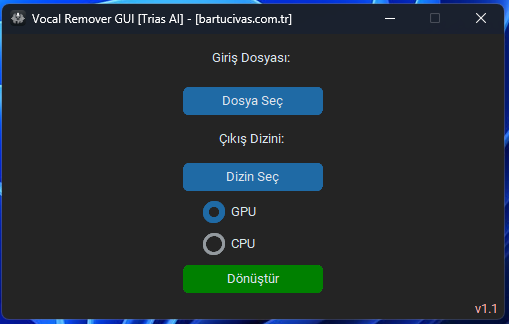 Vocal Remover GUI [Trias AI] - [bartucivas.com.tr]
Giriş Dosyası:
Dosya Seç
Çıkış Dizini:
Dizin Seç
GPU
CPU
Dönüştür
v1.1